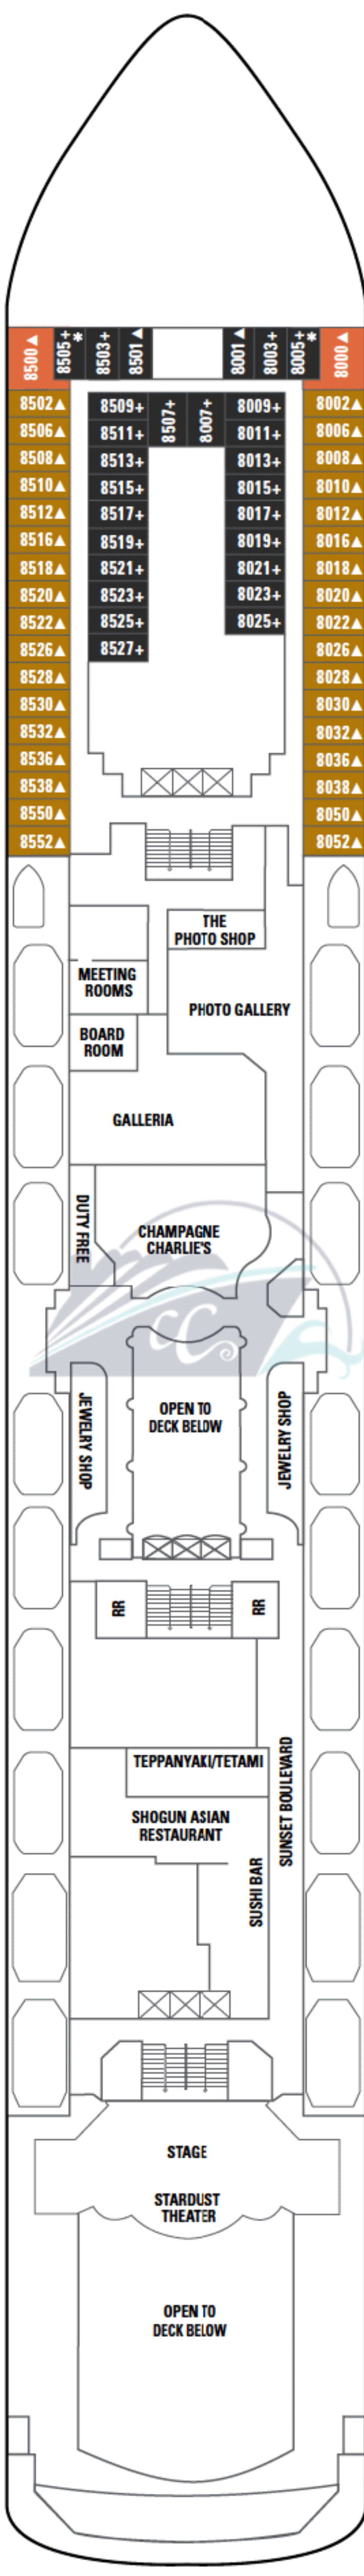 8500▲
8505+*
8503+
8501▲
8001▲
8003+
8005+*
8000▲
8502▲ 8509+ 8507+ 8007+ 8009+ 8002▲
8506▲ 8511+ 8011+ 8006▲
8508▲ 8513+ 8013+ 8008▲
8510▲ 8515+ 8015+ 8010▲
8512▲ 8517+ 8017+ 8012▲
8516▲ 8519+ 8019+ 8016▲
8518▲ 8521+ 8021+ 8018▲
8520▲ 8523+ 8023+ 8020▲
8522▲ 8525+ 8025+ 8022▲
8526▲ 8527+ 8026▲
8528▲ 8028▲
8530▲ 8030▲
8532▲ 8032▲
8536▲ 8036▲
8538▲ 8038▲
8550▲ 8050▲
8552▲ 8052▲
THE
PHOTO SHOP
MEETING
ROOMS
PHOTO GALLERY
BOARD
ROOM
GALLERIA
DUTY FREE
CHAMPAGNE
CHARLIE'S
CC
JEWELRY SHOP
OPEN TO
DECK BELOW
JEWELRY SHOP
RR
RR
TEPPANYAKI/TETAMI
SUNSET BOULEVARD
SHOGUN ASIAN
RESTAURANT
SUSHI BAR
STAGE
STARDUST
THEATER
OPEN TO
DECK BELOW